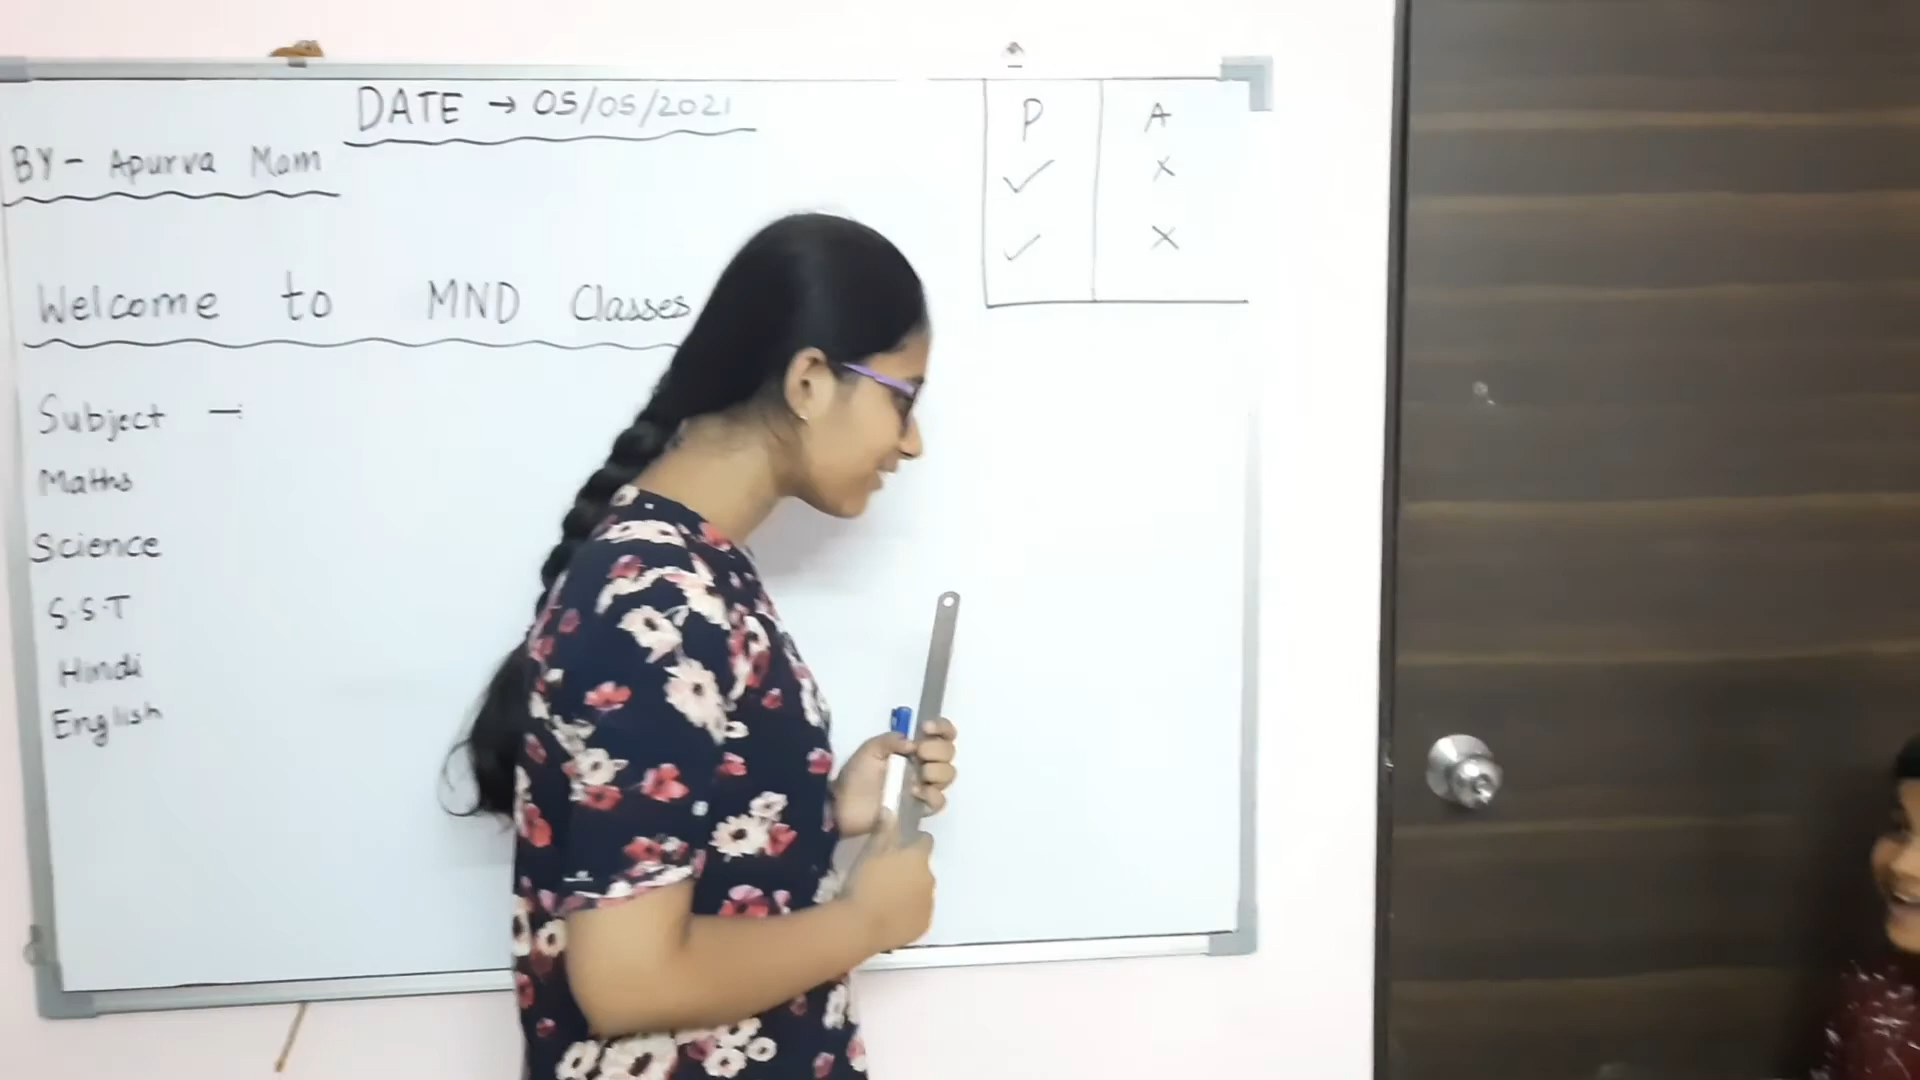 DATE → 05/05/2021
BY - Apurva Mam
P A
✓ ×
✓ ×
Welcome to MND Classes
Subject -:
Maths
Science
S.S.T
Hindi
English